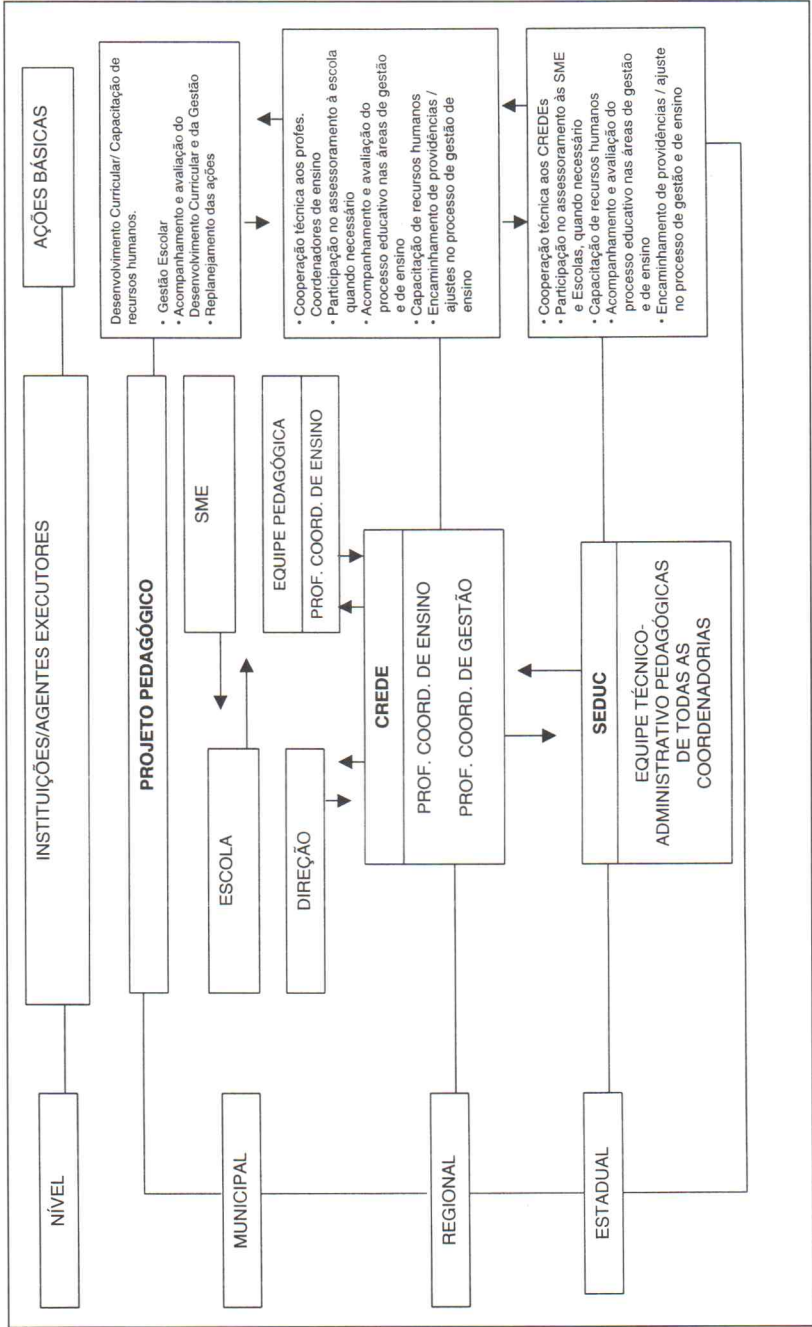 NÍVEL
INSTITUIÇÕES/AGENTES EXECUTORES
AÇÕES BÁSICAS
MUNICIPAL
PROJETO PEDAGÓGICO
ESCOLA
SME
DIREÇÃO
EQUIPE PEDAGÓGICA
PROF. COORD. DE ENSINO
Desenvolvimento Curricular/ Capacitação de
recursos humanos.
• Gestão Escolar
• Acompanhamento e avaliação do
Desenvolvimento Curricular e da Gestão
• Replanejamento das ações
REGIONAL
CREDE
PROF. COORD. DE ENSINO
PROF. COORD. DE GESTÃO
• Cooperação técnica aos profes.
Coordenadores de ensino
• Participação no assessoramento à escola
quando necessário
• Acompanhamento e avaliação do
processo educativo nas áreas de gestão
e de ensino
• Capacitação de recursos humanos
• Encaminhamento de providências /
ajustes no processo de gestão de
ensino
ESTADUAL
SEDUC
EQUIPE TÉCNICO-
ADMINISTRATIVO PEDAGÓGICAS
DE TODAS AS
COORDENADORIAS
• Cooperação técnica aos CREDEs
• Participação no assessoramento às SME
e Escolas, quando necessário
• Capacitação de recursos humanos
• Acompanhamento e avaliação do
processo educativo nas áreas de gestão
e de ensino
• Encaminhamento de providências / ajuste
no processo de gestão e de ensino